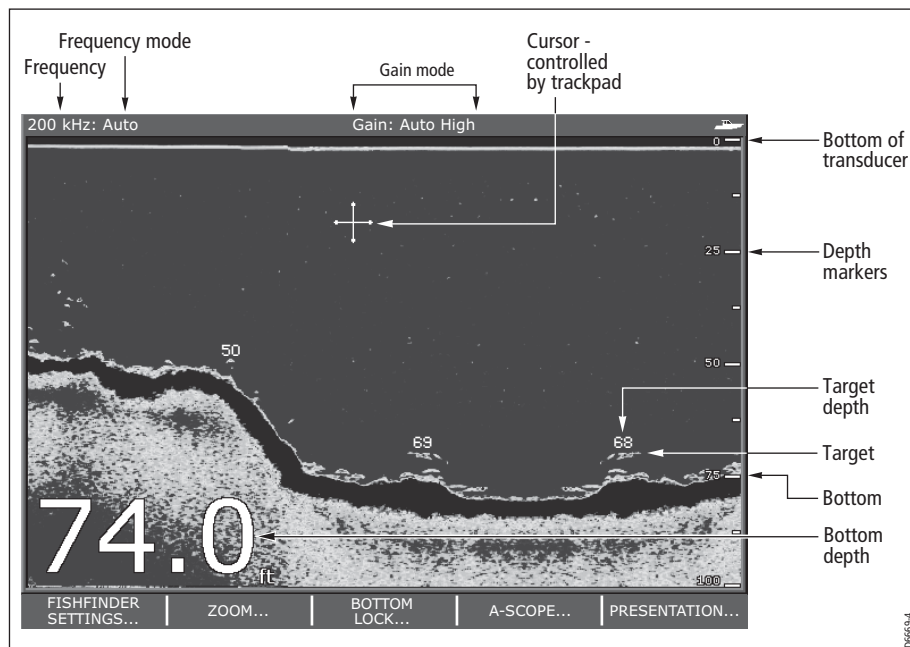 Frequency mode
Frequency
Gain mode
Cursor -
controlled
by trackpad
200 kHz: Auto
Gain: Auto High
0
Bottom of
transducer
25
Depth
markers
50
50
Target
depth
69
68
Target
75
Bottom
74.0
ft
Bottom
depth
100
FISHFINDER
SETTINGS...
ZOOM...
BOTTOM
LOCK...
A-SCOPE...
PRESENTATION...
D6669-4